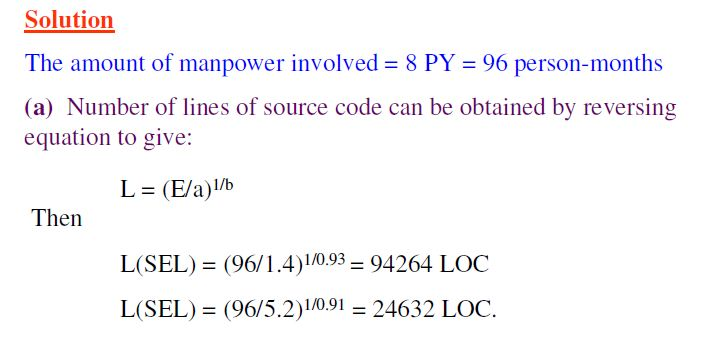 Solution
The amount of manpower involved = 8 PY = 96 person-months
(a) Number of lines of source code can be obtained by reversing
equation to give:
L = (E/a)^1/b
Then
L(SEL) = (96/1.4)^1/0.93 = 94264 LOC
L(SEL) = (96/5.2)^1/0.91 = 24632 LOC.